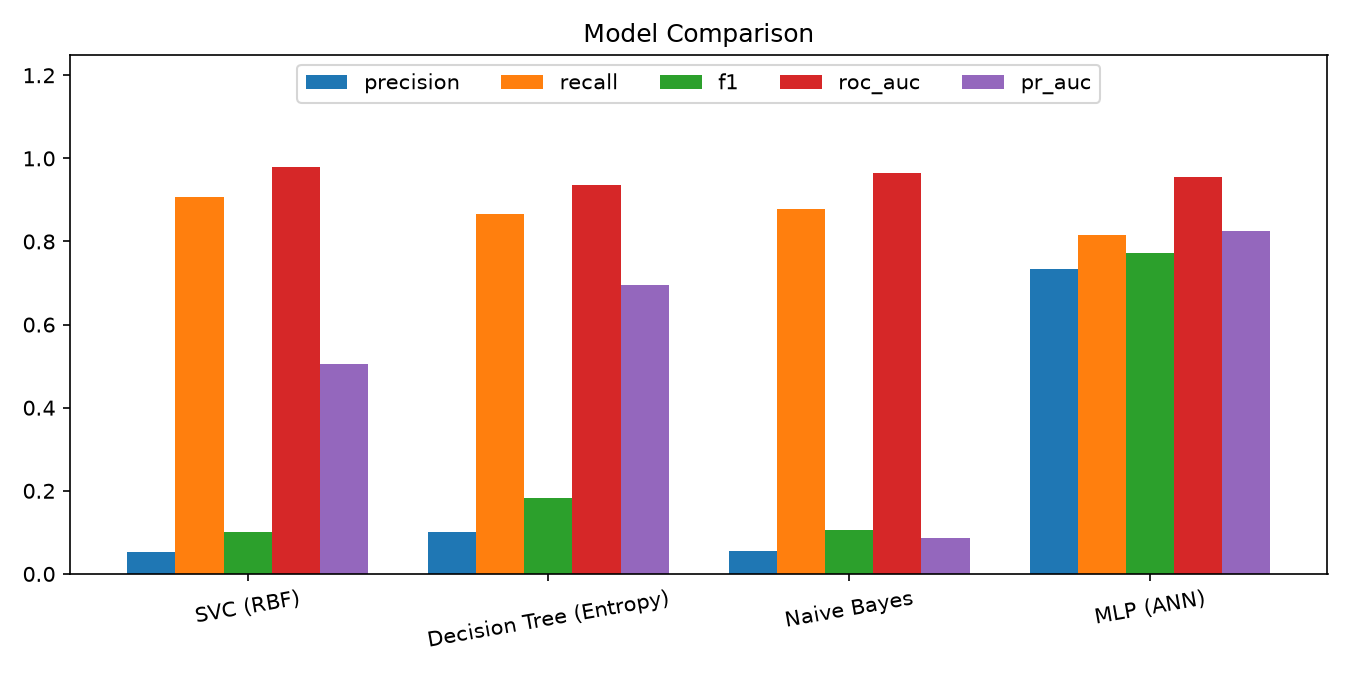 Model Comparison
precision recall f1 roc_auc pr_auc
1.2
1.0
0.8
0.6
0.4
0.2
0.0
SVC (RBF)
Decision Tree (Entropy)
Naive Bayes
MLP (ANN)